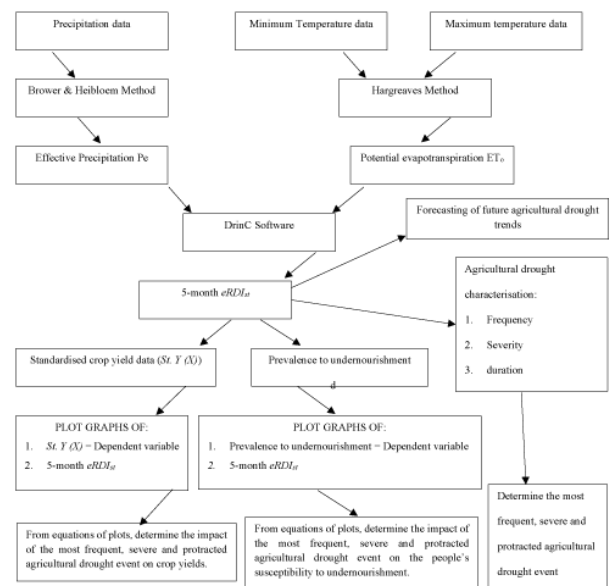 Precipitation data
Minimum Temperature data
Maximum temperature data
Brower & Heibloem Method
Hargreaves Method
Effective Precipitation Pe
Potential evapotranspiration ETo
DrinC Software
Forecasting of future agricultural drought
trends
5-month eRDIst
Agricultural drought
characterisation:
1. Frequency
2. Severity
3. duration
Standardised crop yield data (St. Y (X))
Prevalence to undernourishment
d
PLOT GRAPHS OF:
1. St. Y (X) = Dependent variable
2. 5-month eRDIst
PLOT GRAPHS OF:
1. Prevalence to undernourishment = Dependent variable
2. 5-month eRDIst
From equations of plots, determine the impact
of the most frequent, severe and protracted
agricultural drought event on crop yields.
From equations of plots, determine the impact of
the most frequent, severe and protracted
agricultural drought event on the people's
susceptibility to undernourishment.
Determine the most
frequent, severe and
protracted agricultural
drought event